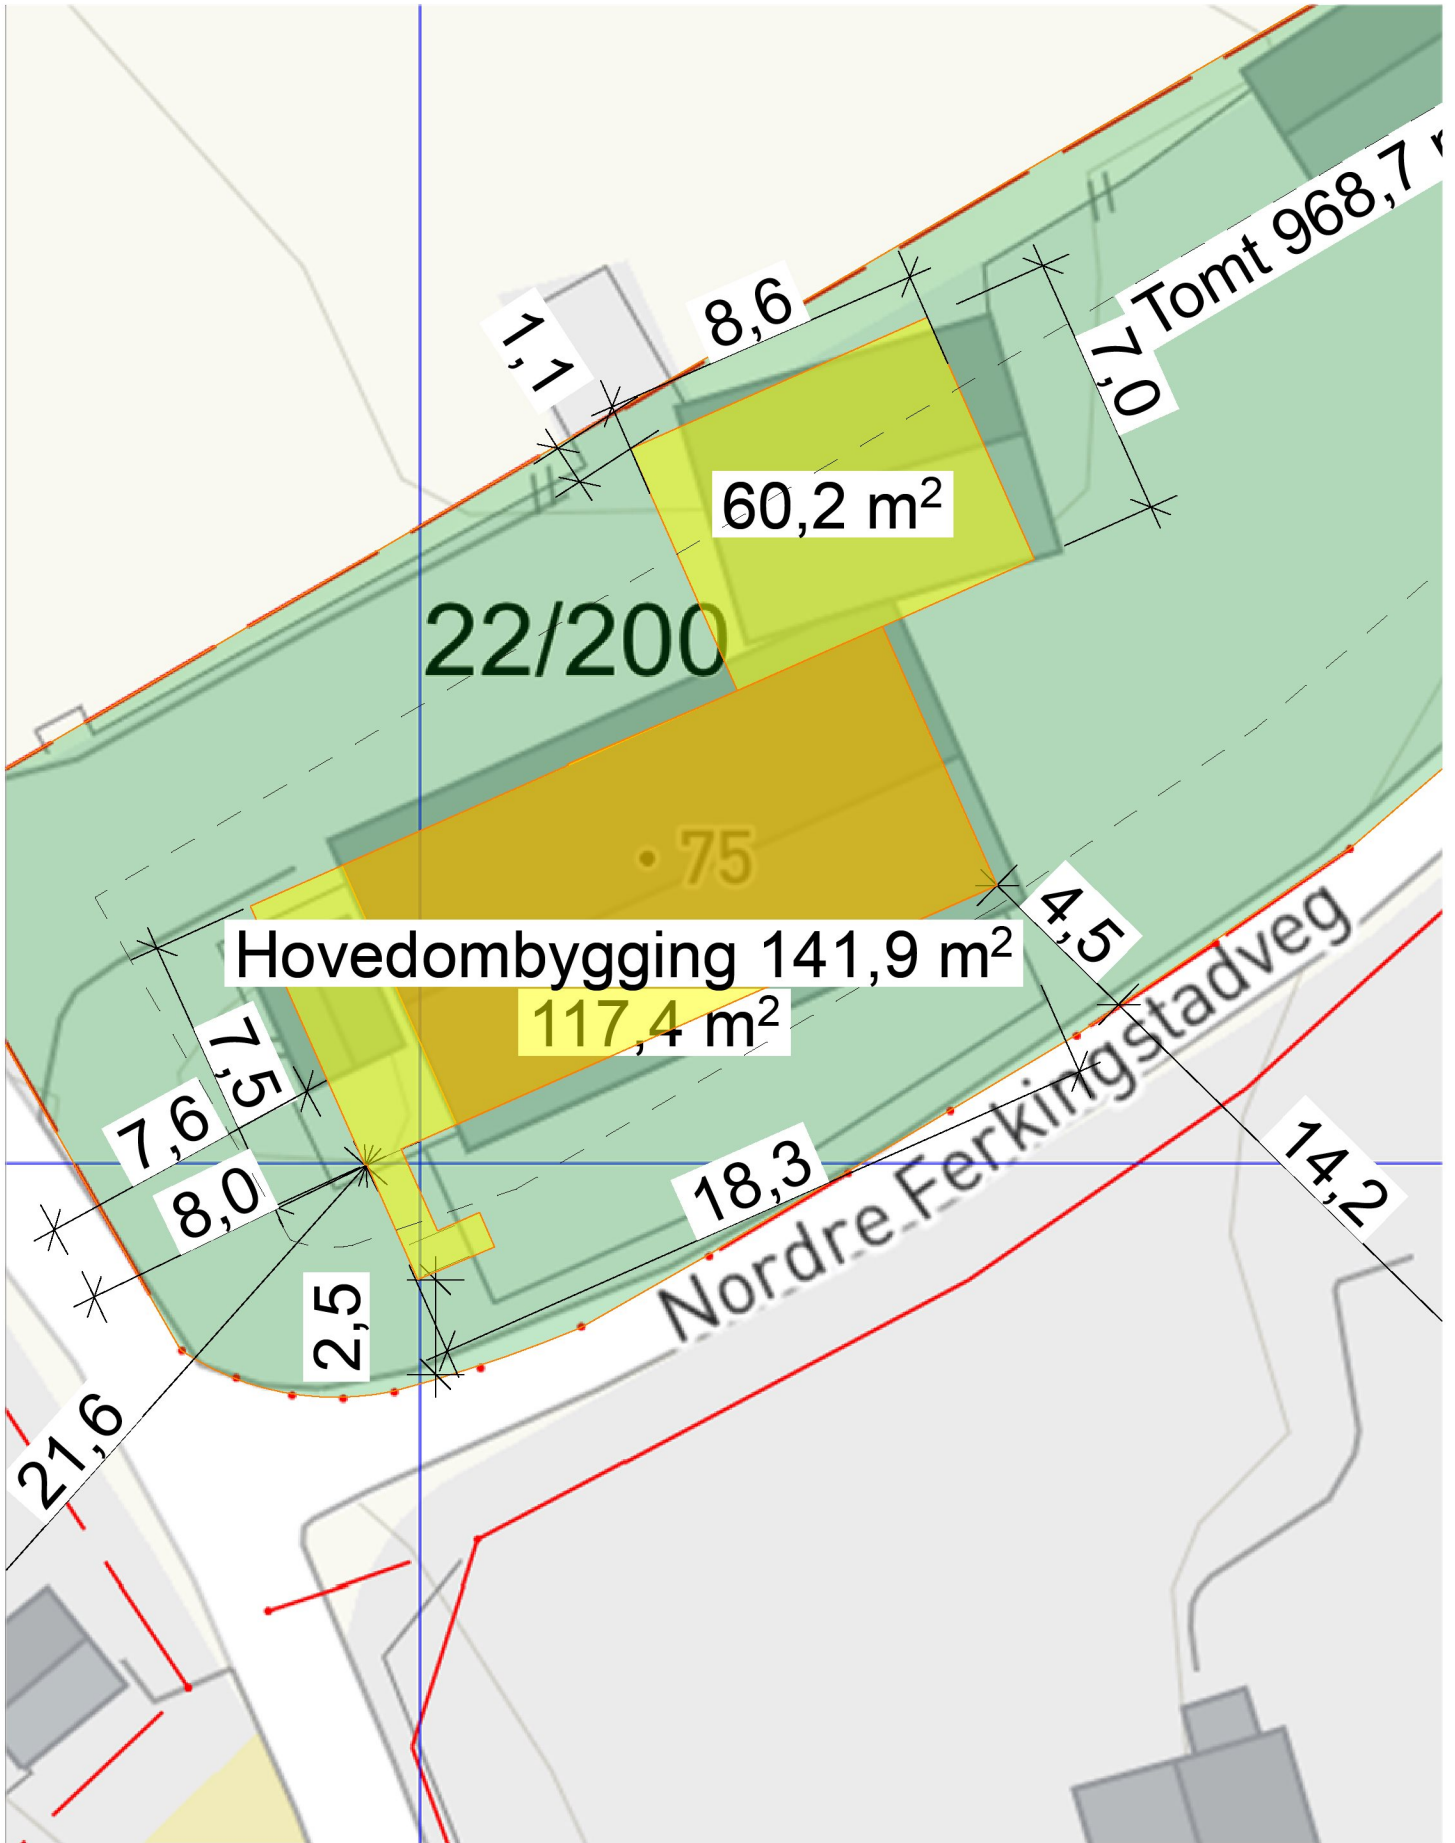 Tomt 968,7
8,6
1,1
7,0
60,2 m²
22/200
• 75
4,5
Hovedombygging 141,9 m²
117,4 m²
7,5
7,6
8,0
18,3
14,2
Nordre Ferkingstadveg
2,5
21,6